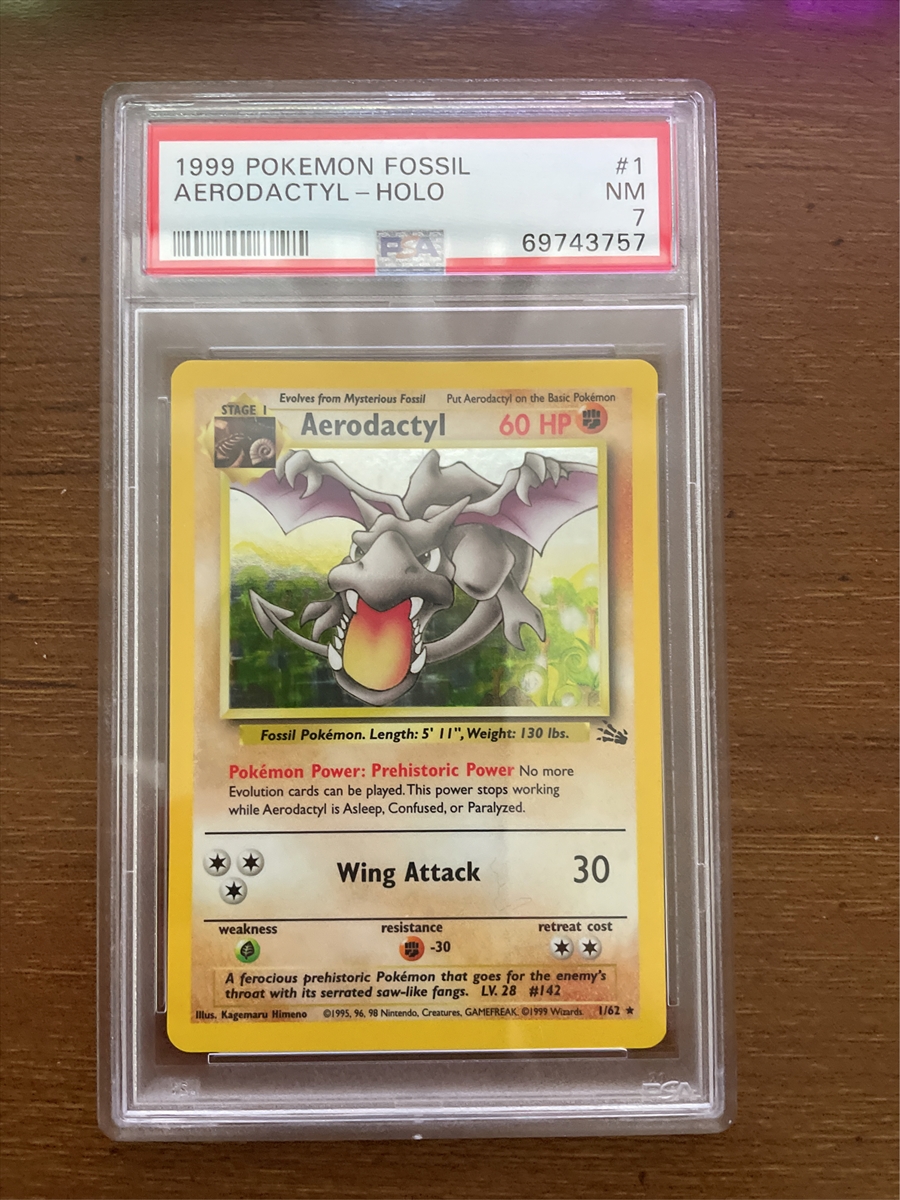 1999 POKEMON FOSSIL #1
AERODACTYL – HOLO NM
7
PSA 69743757
Evolves from Mysterious Fossil Put Aerodactyl on the Basic Pokémon
STAGE 1
Aerodactyl 60 HP
Fossil Pokémon. Length: 5' 11", Weight: 130 lbs.
Pokémon Power: Prehistoric Power No more
Evolution cards can be played. This power stops working
while Aerodactyl is Asleep, Confused, or Paralyzed.
Wing Attack 30
weakness resistance retreat cost
-30
A ferocious prehistoric Pokémon that goes for the enemy's
throat with its serrated saw-like fangs. LV. 28 #142
Illus. Kagemaru Himeno ©1995, 96, 98 Nintendo, Creatures, GAMEFREAK. ©1999 Wizards. 1/62 ★
PSA